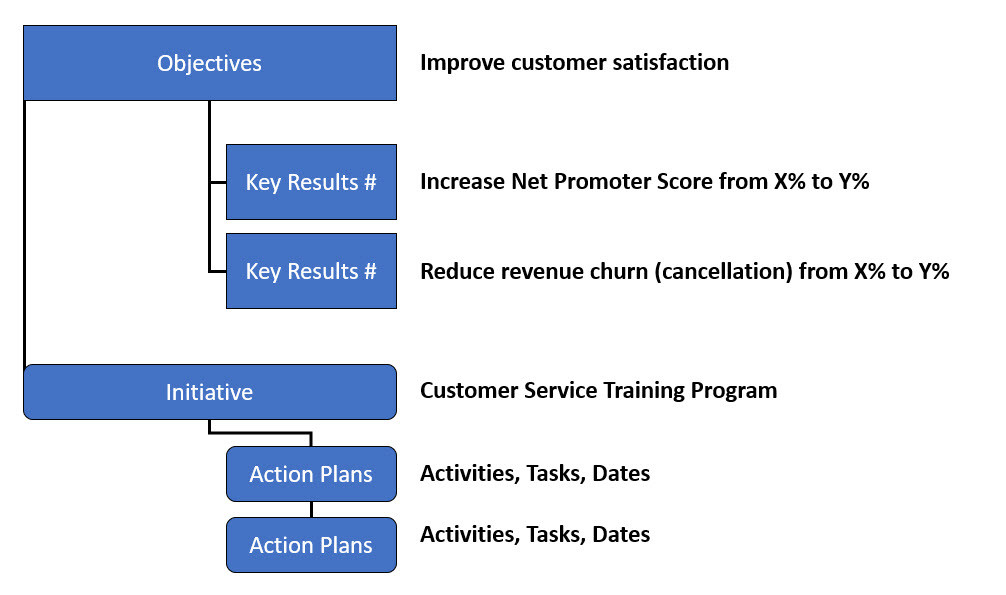 Objectives
Improve customer satisfaction
Key Results #
Increase Net Promoter Score from X% to Y%
Key Results #
Reduce revenue churn (cancellation) from X% to Y%
Initiative
Customer Service Training Program
Action Plans
Activities, Tasks, Dates
Action Plans
Activities, Tasks, Dates